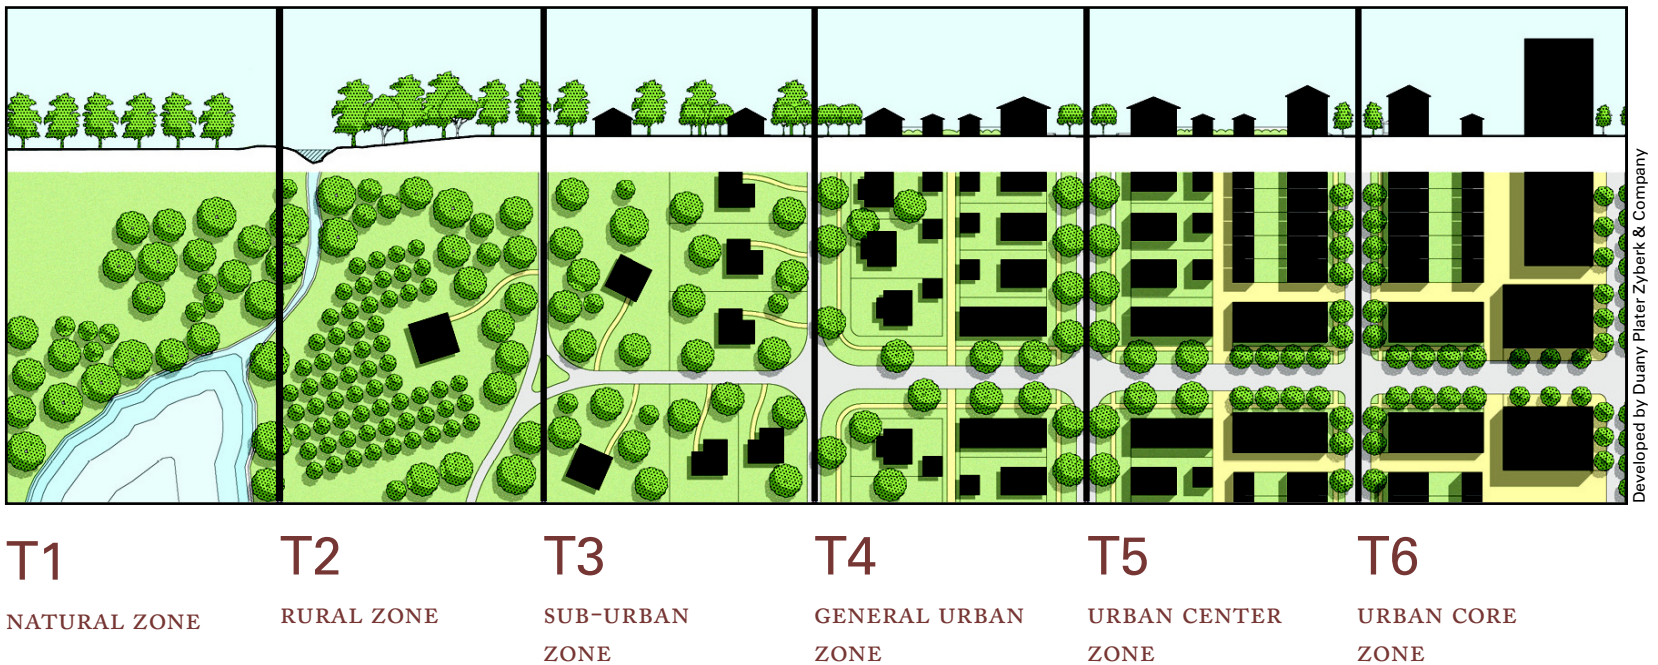 Developed by Duany Plater Zyberk & Company
T1
NATURAL ZONE
T2
RURAL ZONE
T3
SUB-URBAN
ZONE
T4
GENERAL URBAN
ZONE
T5
URBAN CENTER
ZONE
T6
URBAN CORE
ZONE